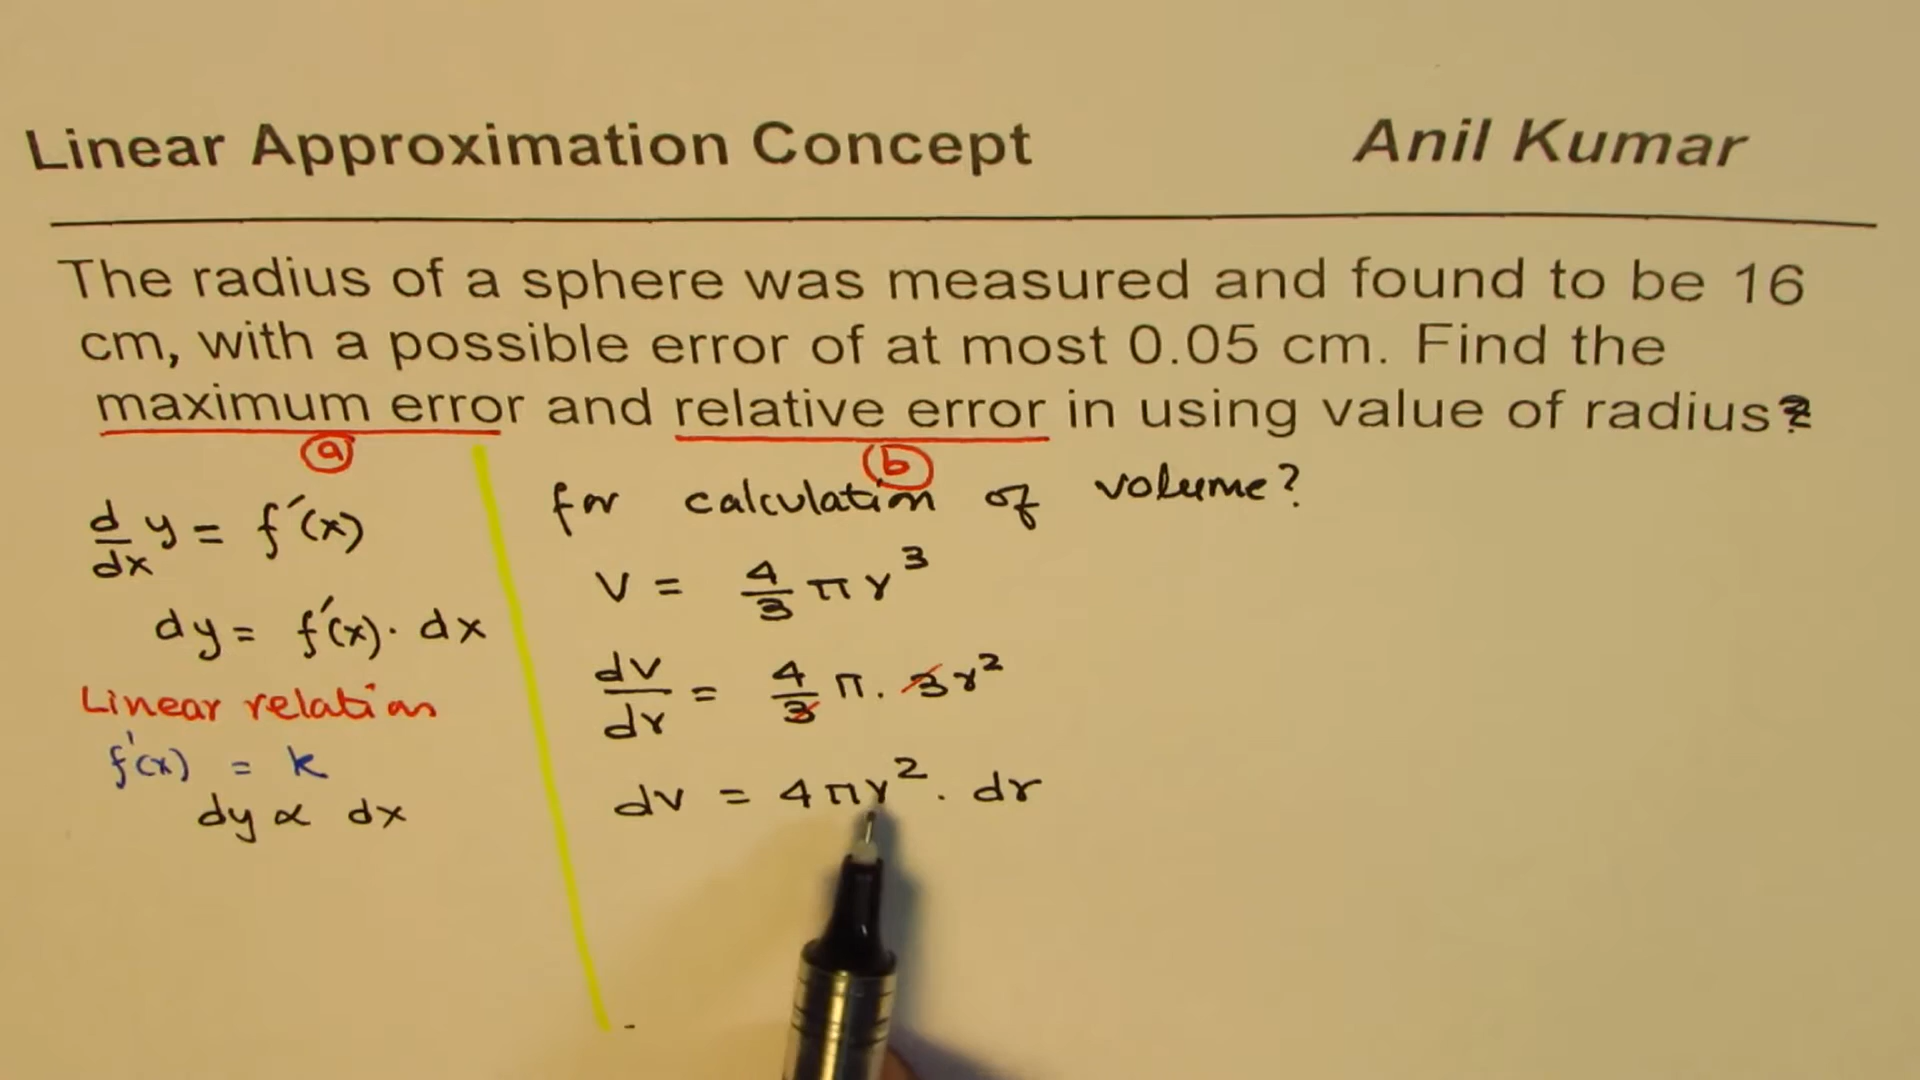 Linear Approximation Concept Anil Kumar
The radius of a sphere was measured and found to be 16
cm, with a possible error of at most 0.05 cm. Find the
maximum error and relative error in using value of radius?
a b
for calculation of volume?
d/dx y = f'(x)
dy = f'(x) · dx
Linear relation
f'(x) = k
dy ∝ dx
V = 4/3 π r³
dV/dr = 4/3 π · 3r²
dV = 4πr² · dr